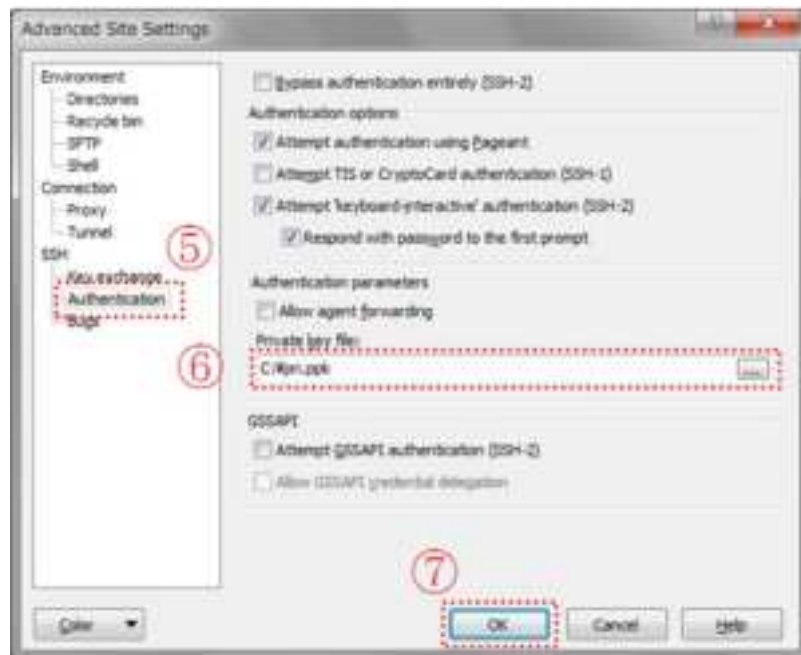 Advanced Site Settings
Environment
Directories
Recycle bin
SFTP
Shell
Connection
Proxy
Tunnel
SSH
Key exchange
Authentication
Bugs
⑤
⑥
Bypass authentication entirely (SSH-2)
Authentication options
Attempt authentication using Pageant
Attempt TIS or CryptoCard authentication (SSH-1)
Attempt 'keyboard-interactive' authentication (SSH-2)
Respond with password to the first prompt
Authentication parameters
Allow agent forwarding
Private key file:
...
GSSAPI
Attempt GSSAPI authentication (SSH-2)
Allow GSSAPI credential delegation
⑦
Color
OK
Cancel
Help